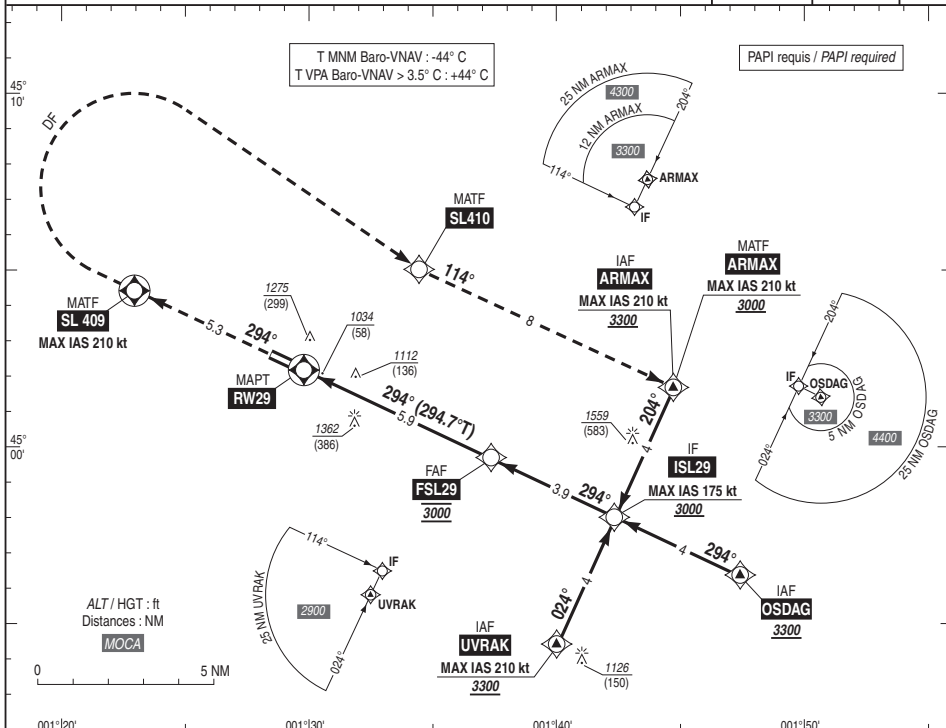 T MNM Baro-VNAV : -44° C
T VPA Baro-VNAV > 3.5° C : +44° C
PAPI requis / PAPI required
45°
10'
DF
25 NM ARMAX
4300
204°
12 NM ARMAX
3300
114°
ARMAX
IF
MATF
SL410
114°
8
IAF
ARMAX
MAX IAS 210 kt
3300
MATF
ARMAX
MAX IAS 210 kt
3000
MATF
SL 409
MAX IAS 210 kt
5.3
294°
1275
(299)
1034
(58)
1112
(136)
MAPT
RW29
294° (294.7°T)
5.9
1362
(386)
204°
4
1559
(583)
204°
IF
OSDAG
3300
5 NM OSDAG
4400
25 NM OSDAG
024°
45°
00'
FAF
FSL29
3000
3.9
294°
IF
ISL29
MAX IAS 175 kt
3000
4
294°
IAF
OSDAG
3300
114°
IF
UVRAK
25 NM UVRAK
2900
024°
024°
4
IAF
UVRAK
MAX IAS 210 kt
3300
1126
(150)
ALT / HGT : ft
Distances : NM
MOCA
0
5 NM
001° 20'
001° 30'
001° 40'
001° 50'